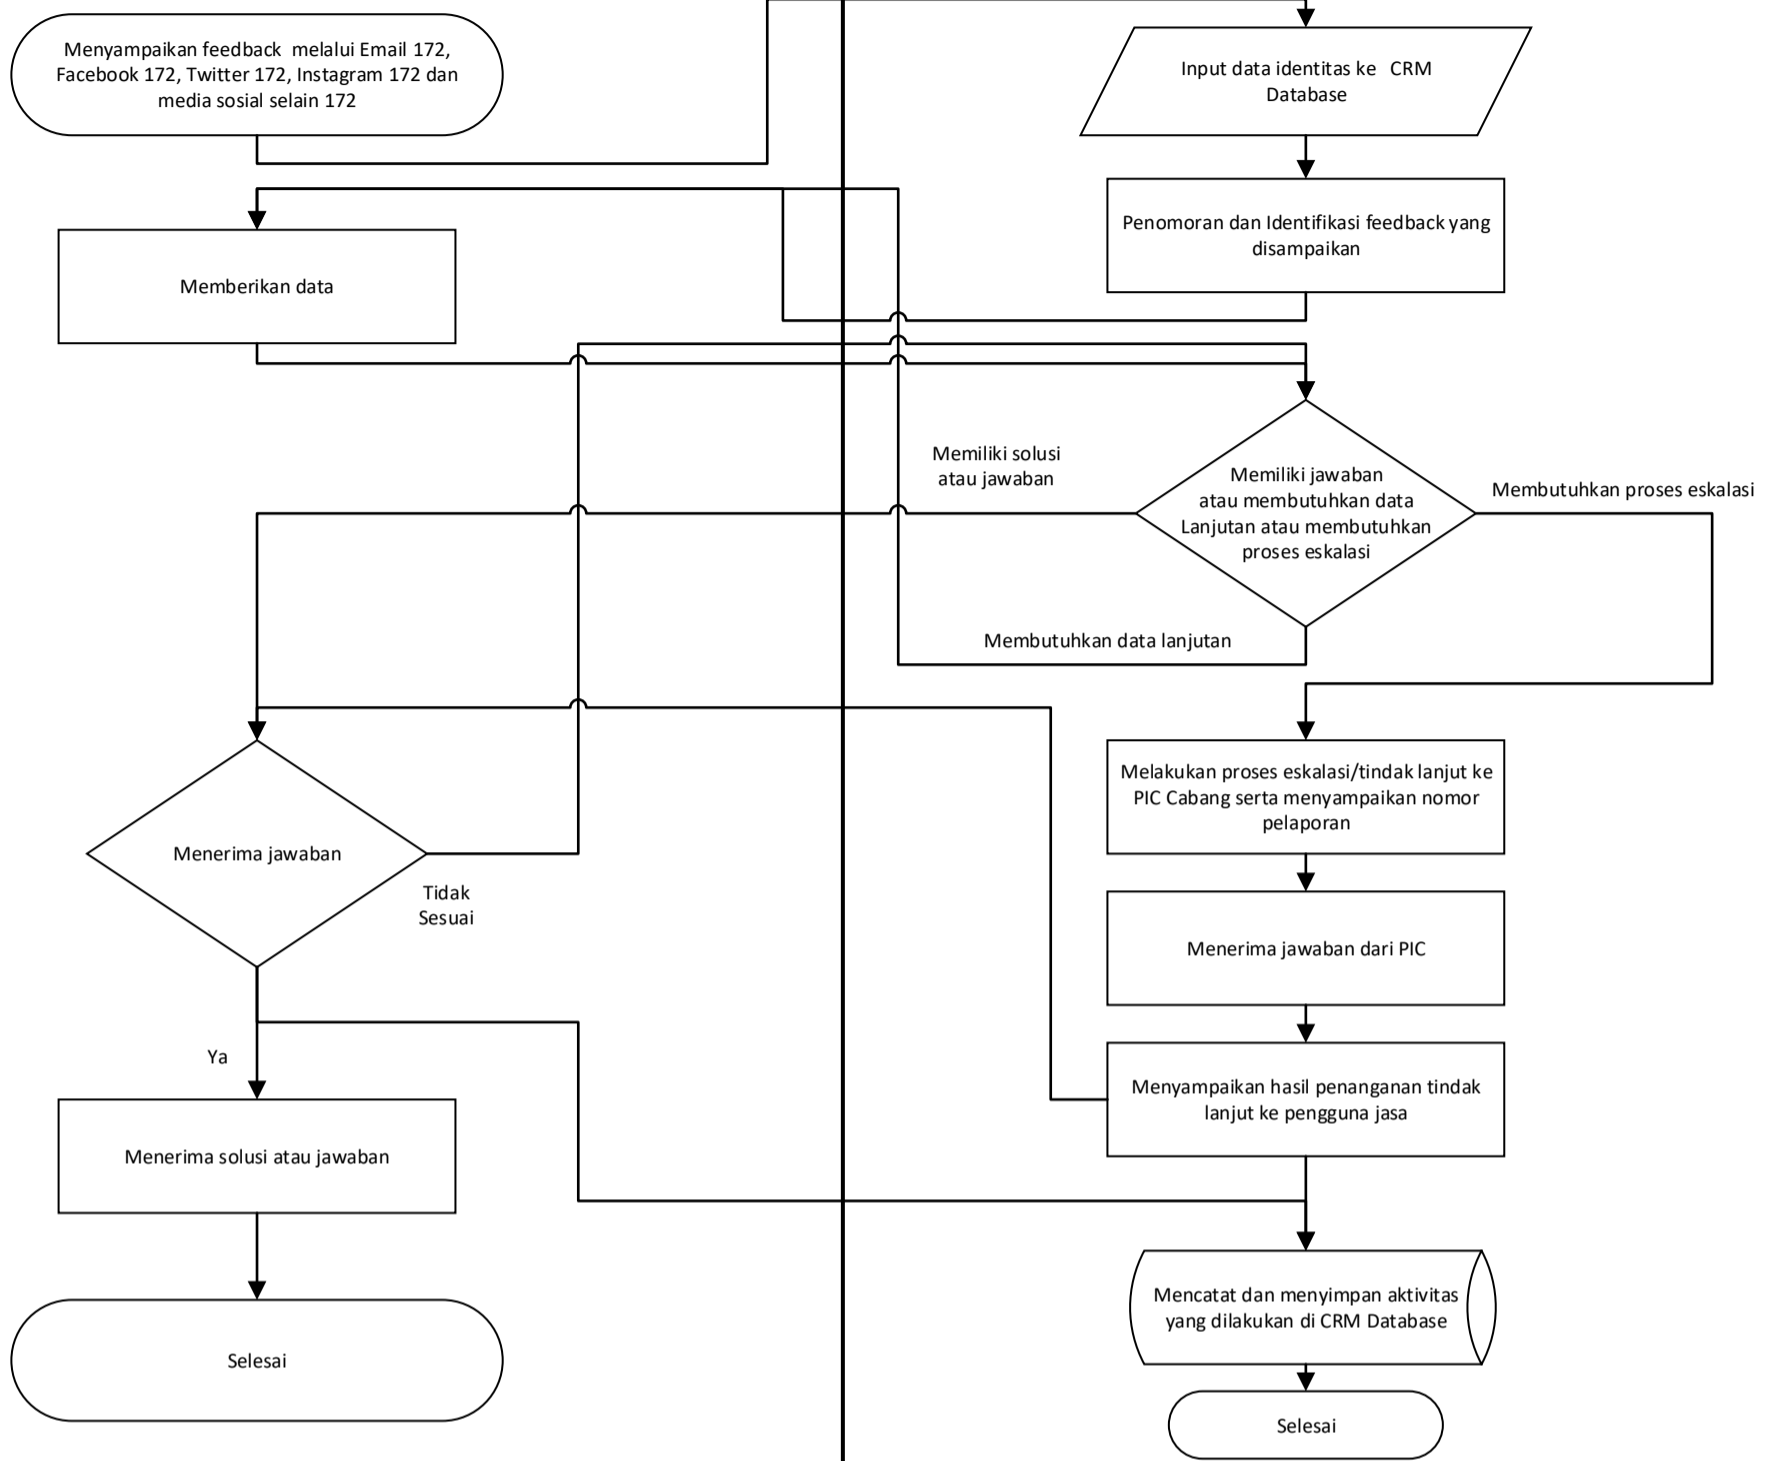 Menyampaikan feedback melalui Email 172,
Facebook 172, Twitter 172, Instagram 172 dan
media sosial selain 172
Input data identitas ke CRM
Database
Penomoran dan Identifikasi feedback yang
disampaikan
Memberikan data
Memiliki solusi
atau jawaban
Memiliki jawaban
atau membutuhkan data
Lanjutan atau membutuhkan
proses eskalasi
Membutuhkan proses eskalasi
Membutuhkan data lanjutan
Melakukan proses eskalasi/tindak lanjut ke
PIC Cabang serta menyampaikan nomor
pelaporan
Menerima jawaban
Tidak
Sesuai
Menerima jawaban dari PIC
Ya
Menyampaikan hasil penanganan tindak
lanjut ke pengguna jasa
Menerima solusi atau jawaban
Mencatat dan menyimpan aktivitas
yang dilakukan di CRM Database
Selesai
Selesai